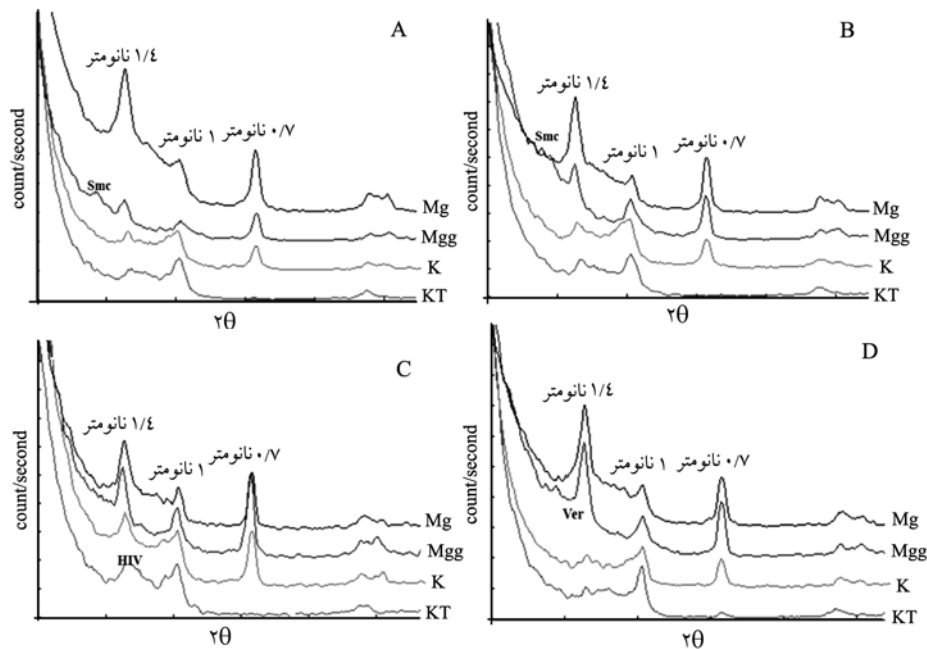 A
۱/٤ نانومتر
۱ نانومتر
۰/۷ نانومتر
Smc
Mg
Mgg
K
KT
count/second
۲θ
B
۱/٤ نانومتر
۱ نانومتر
۰/۷ نانومتر
Smc
Mg
Mgg
K
KT
count/second
۲θ
C
۱/٤ نانومتر
۱ نانومتر
۰/۷ نانومتر
HIV
Mg
Mgg
K
KT
count/second
۲θ
D
۱/٤ نانومتر
۱ نانومتر
۰/۷ نانومتر
Ver
Mg
Mgg
K
KT
count/second
۲θ